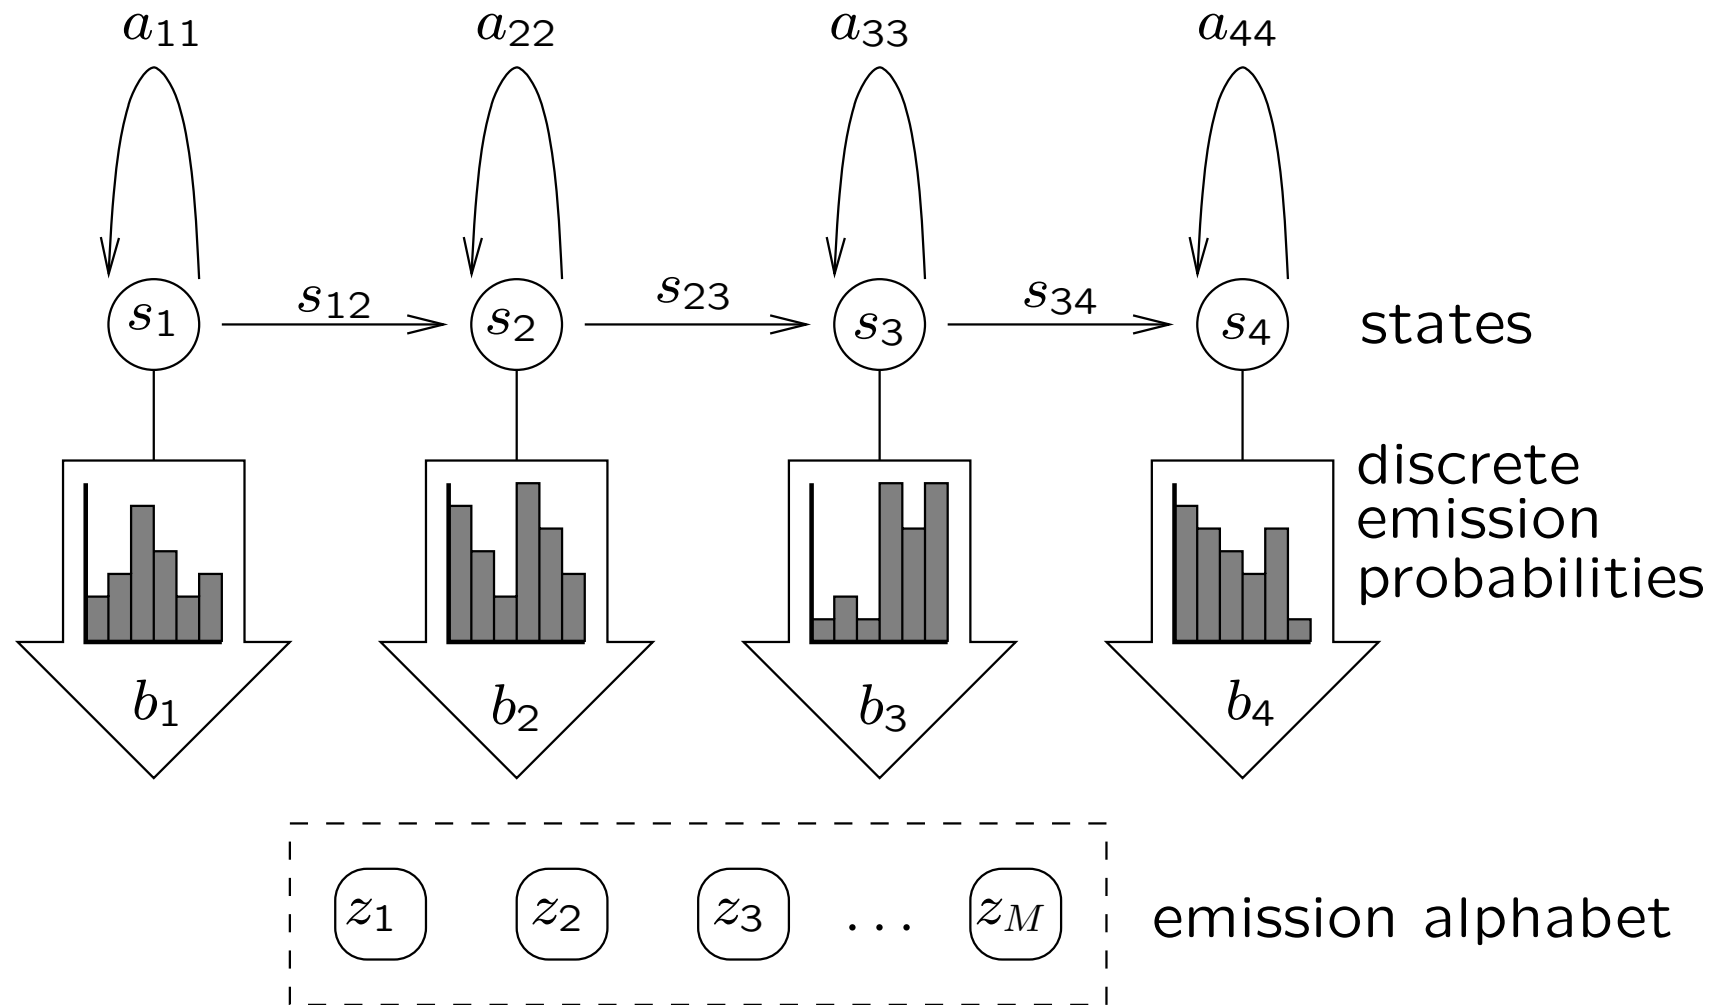 a₁₁ a₂₂ a₃₃ a₄₄
s₁₂ s₂₃ s₃₄
s₁ s₂ s₃ s₄ states
discrete
emission
probabilities
b₁ b₂ b₃ b₄
z₁ z₂ z₃ ... z_M emission alphabet